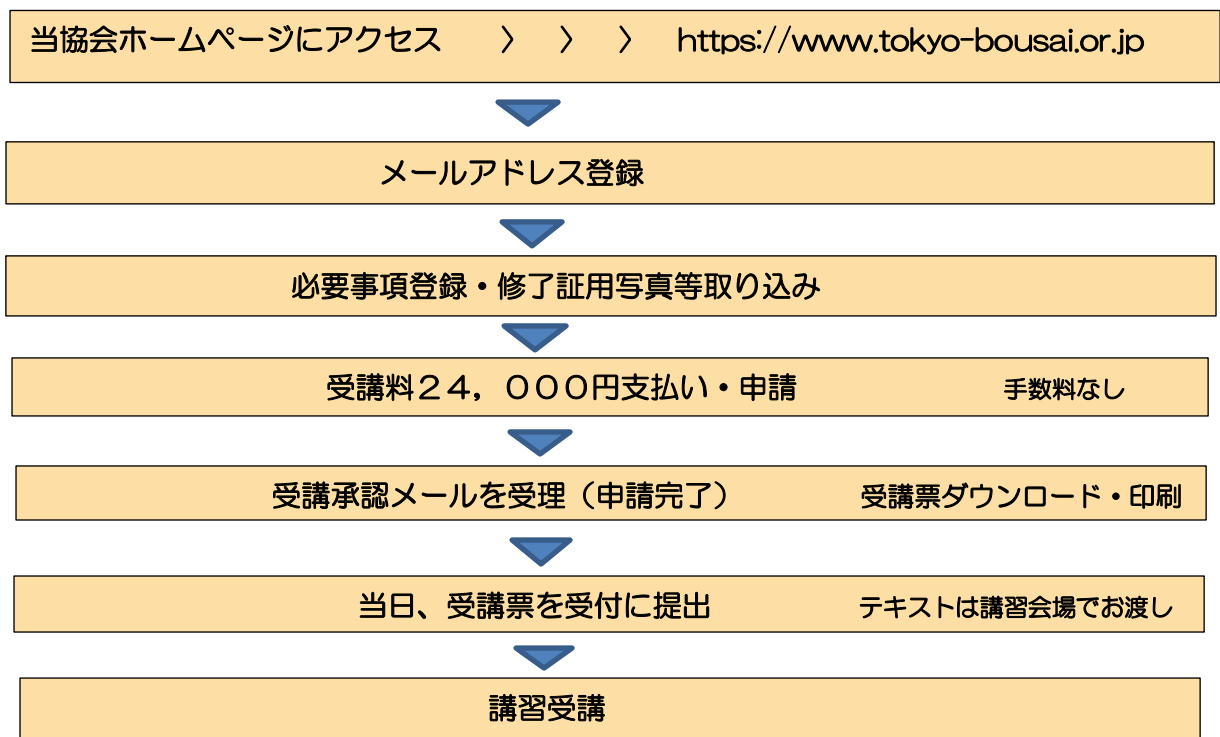 当協会ホームページにアクセス　　〉　〉　〉　https://www.tokyo-bousai.or.jp
メールアドレス登録
必要事項登録・修了証用写真等取り込み
受講料２４，０００円支払い・申請　　　手数料なし
受講承認メールを受理（申請完了）　　　受講票ダウンロード・印刷
当日、受講票を受付に提出　　　テキストは講習会場でお渡し
講習受講